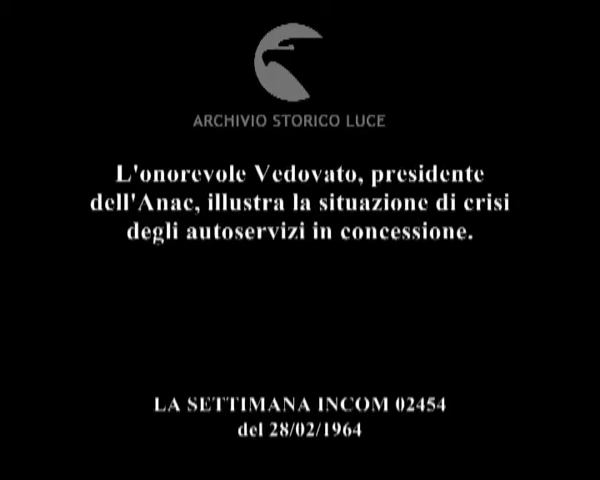 ARCHIVIO STORICO LUCE
L'onorevole Vedovato, presidente
dell'Anac, illustra la situazione di crisi
degli autoservizi in concessione.
LA SETTIMANA INCOM 02454
del 28/02/1964